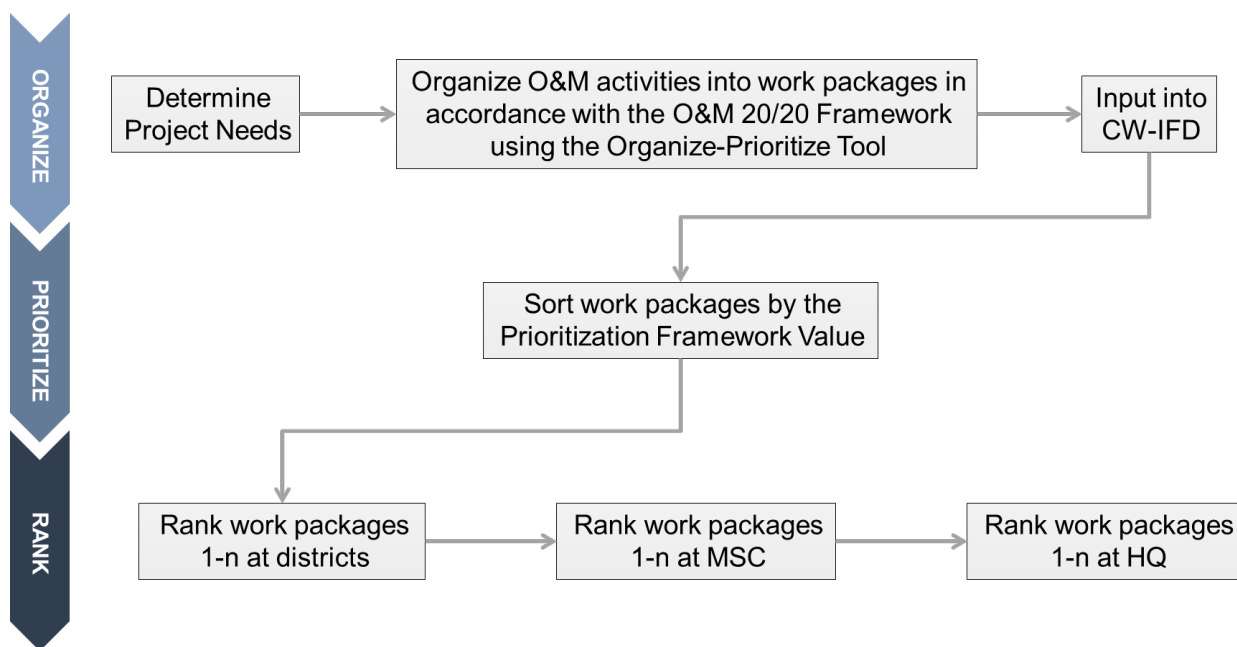 ORGANIZE
Determine
Project Needs
Organize O&M activities into work packages in
accordance with the O&M 20/20 Framework
using the Organize-Prioritize Tool
Input into
CW-IFD
PRIORITIZE
Sort work packages by the
Prioritization Framework Value
RANK
Rank work packages
1-n at districts
Rank work packages
1-n at MSC
Rank work packages
1-n at HQ